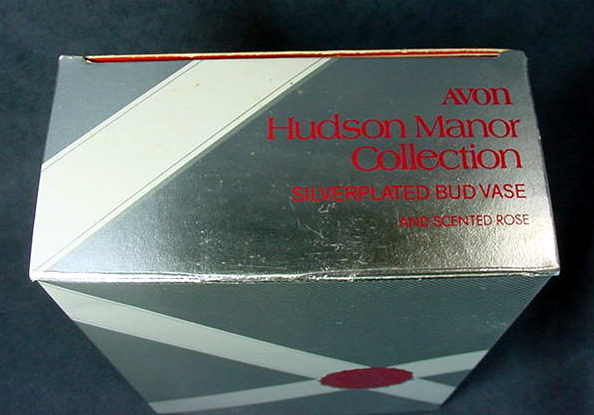 AVON
Hudson Manor
Collection
SILVERPLATED BUD VASE
AND SCENTED ROSE